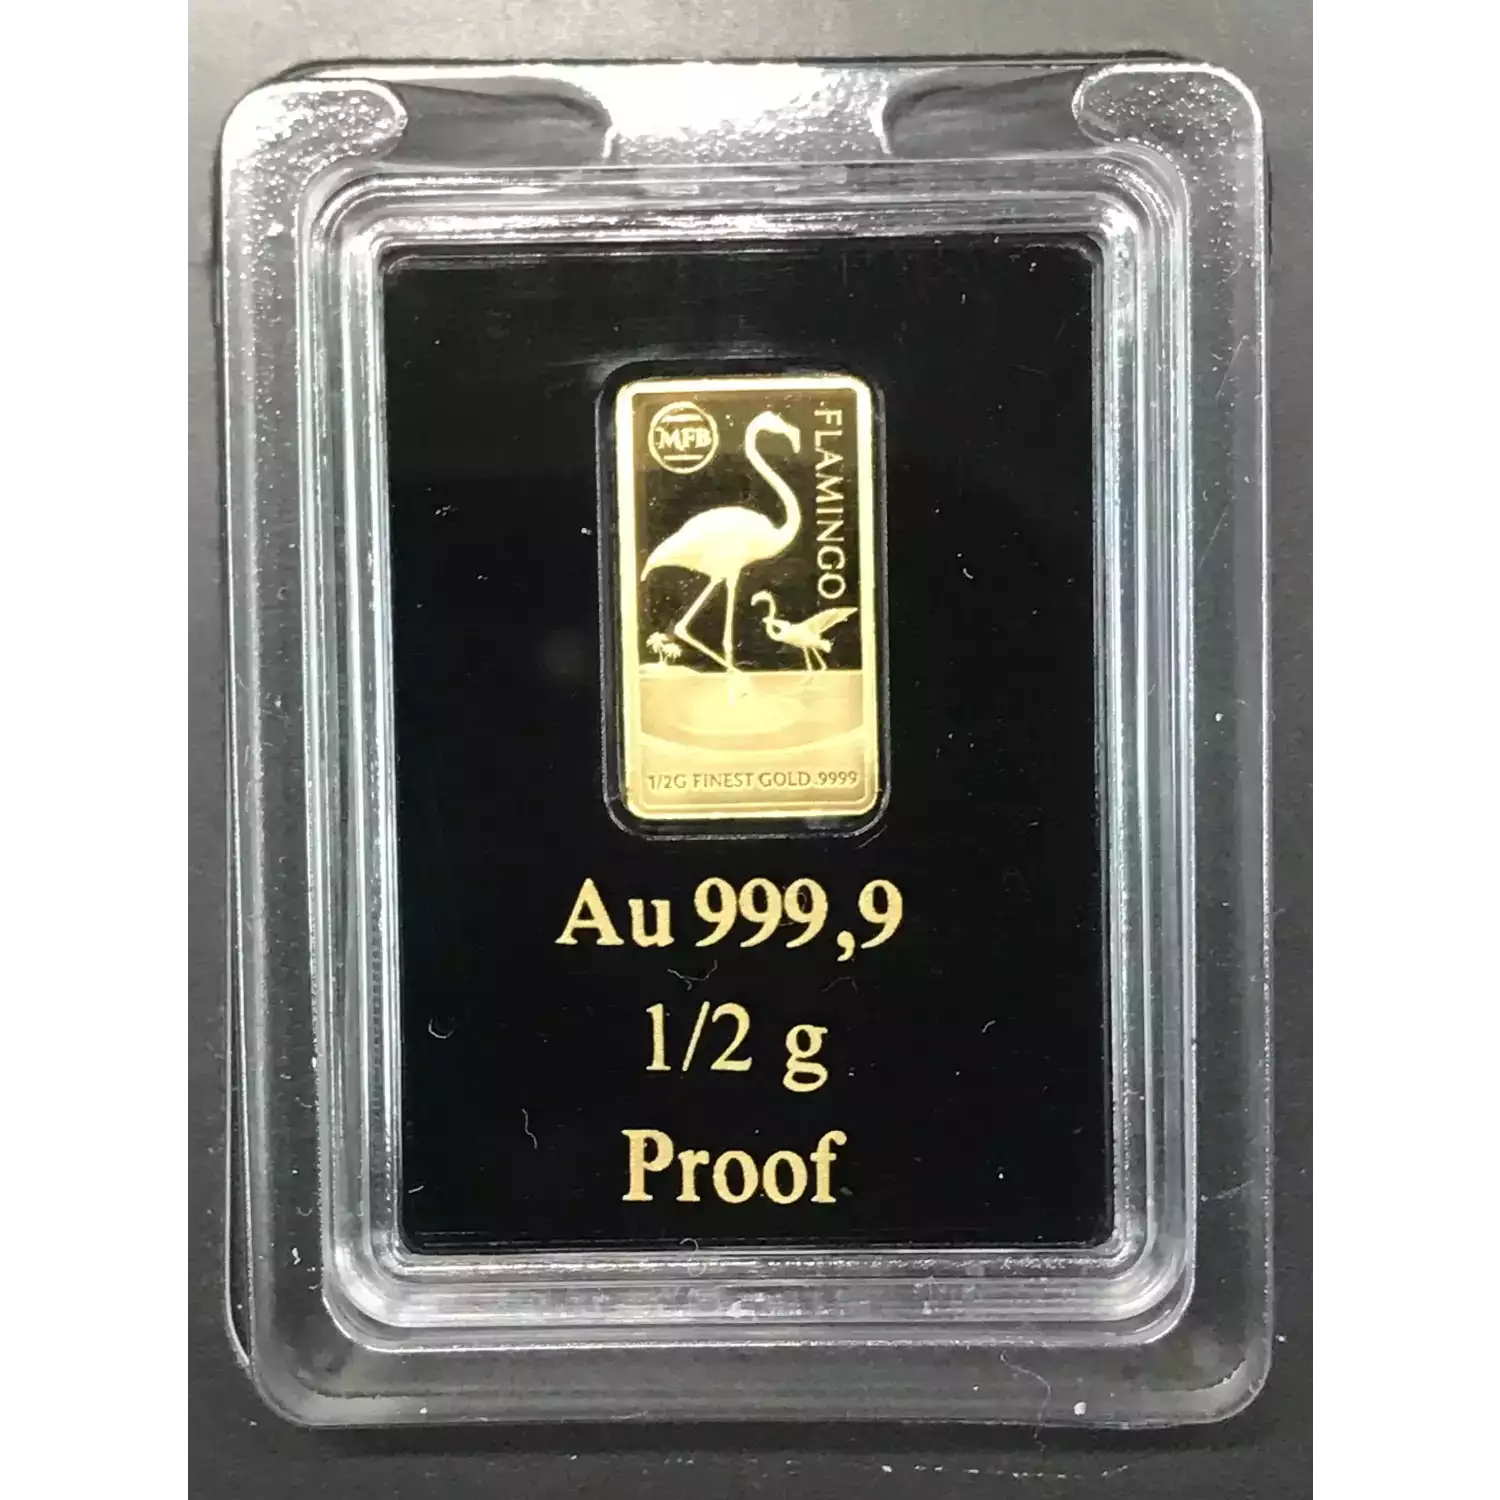 MFB
FLAMINGO
1/2G FINEST GOLD .9999
Au 999,9
1/2 g
Proof